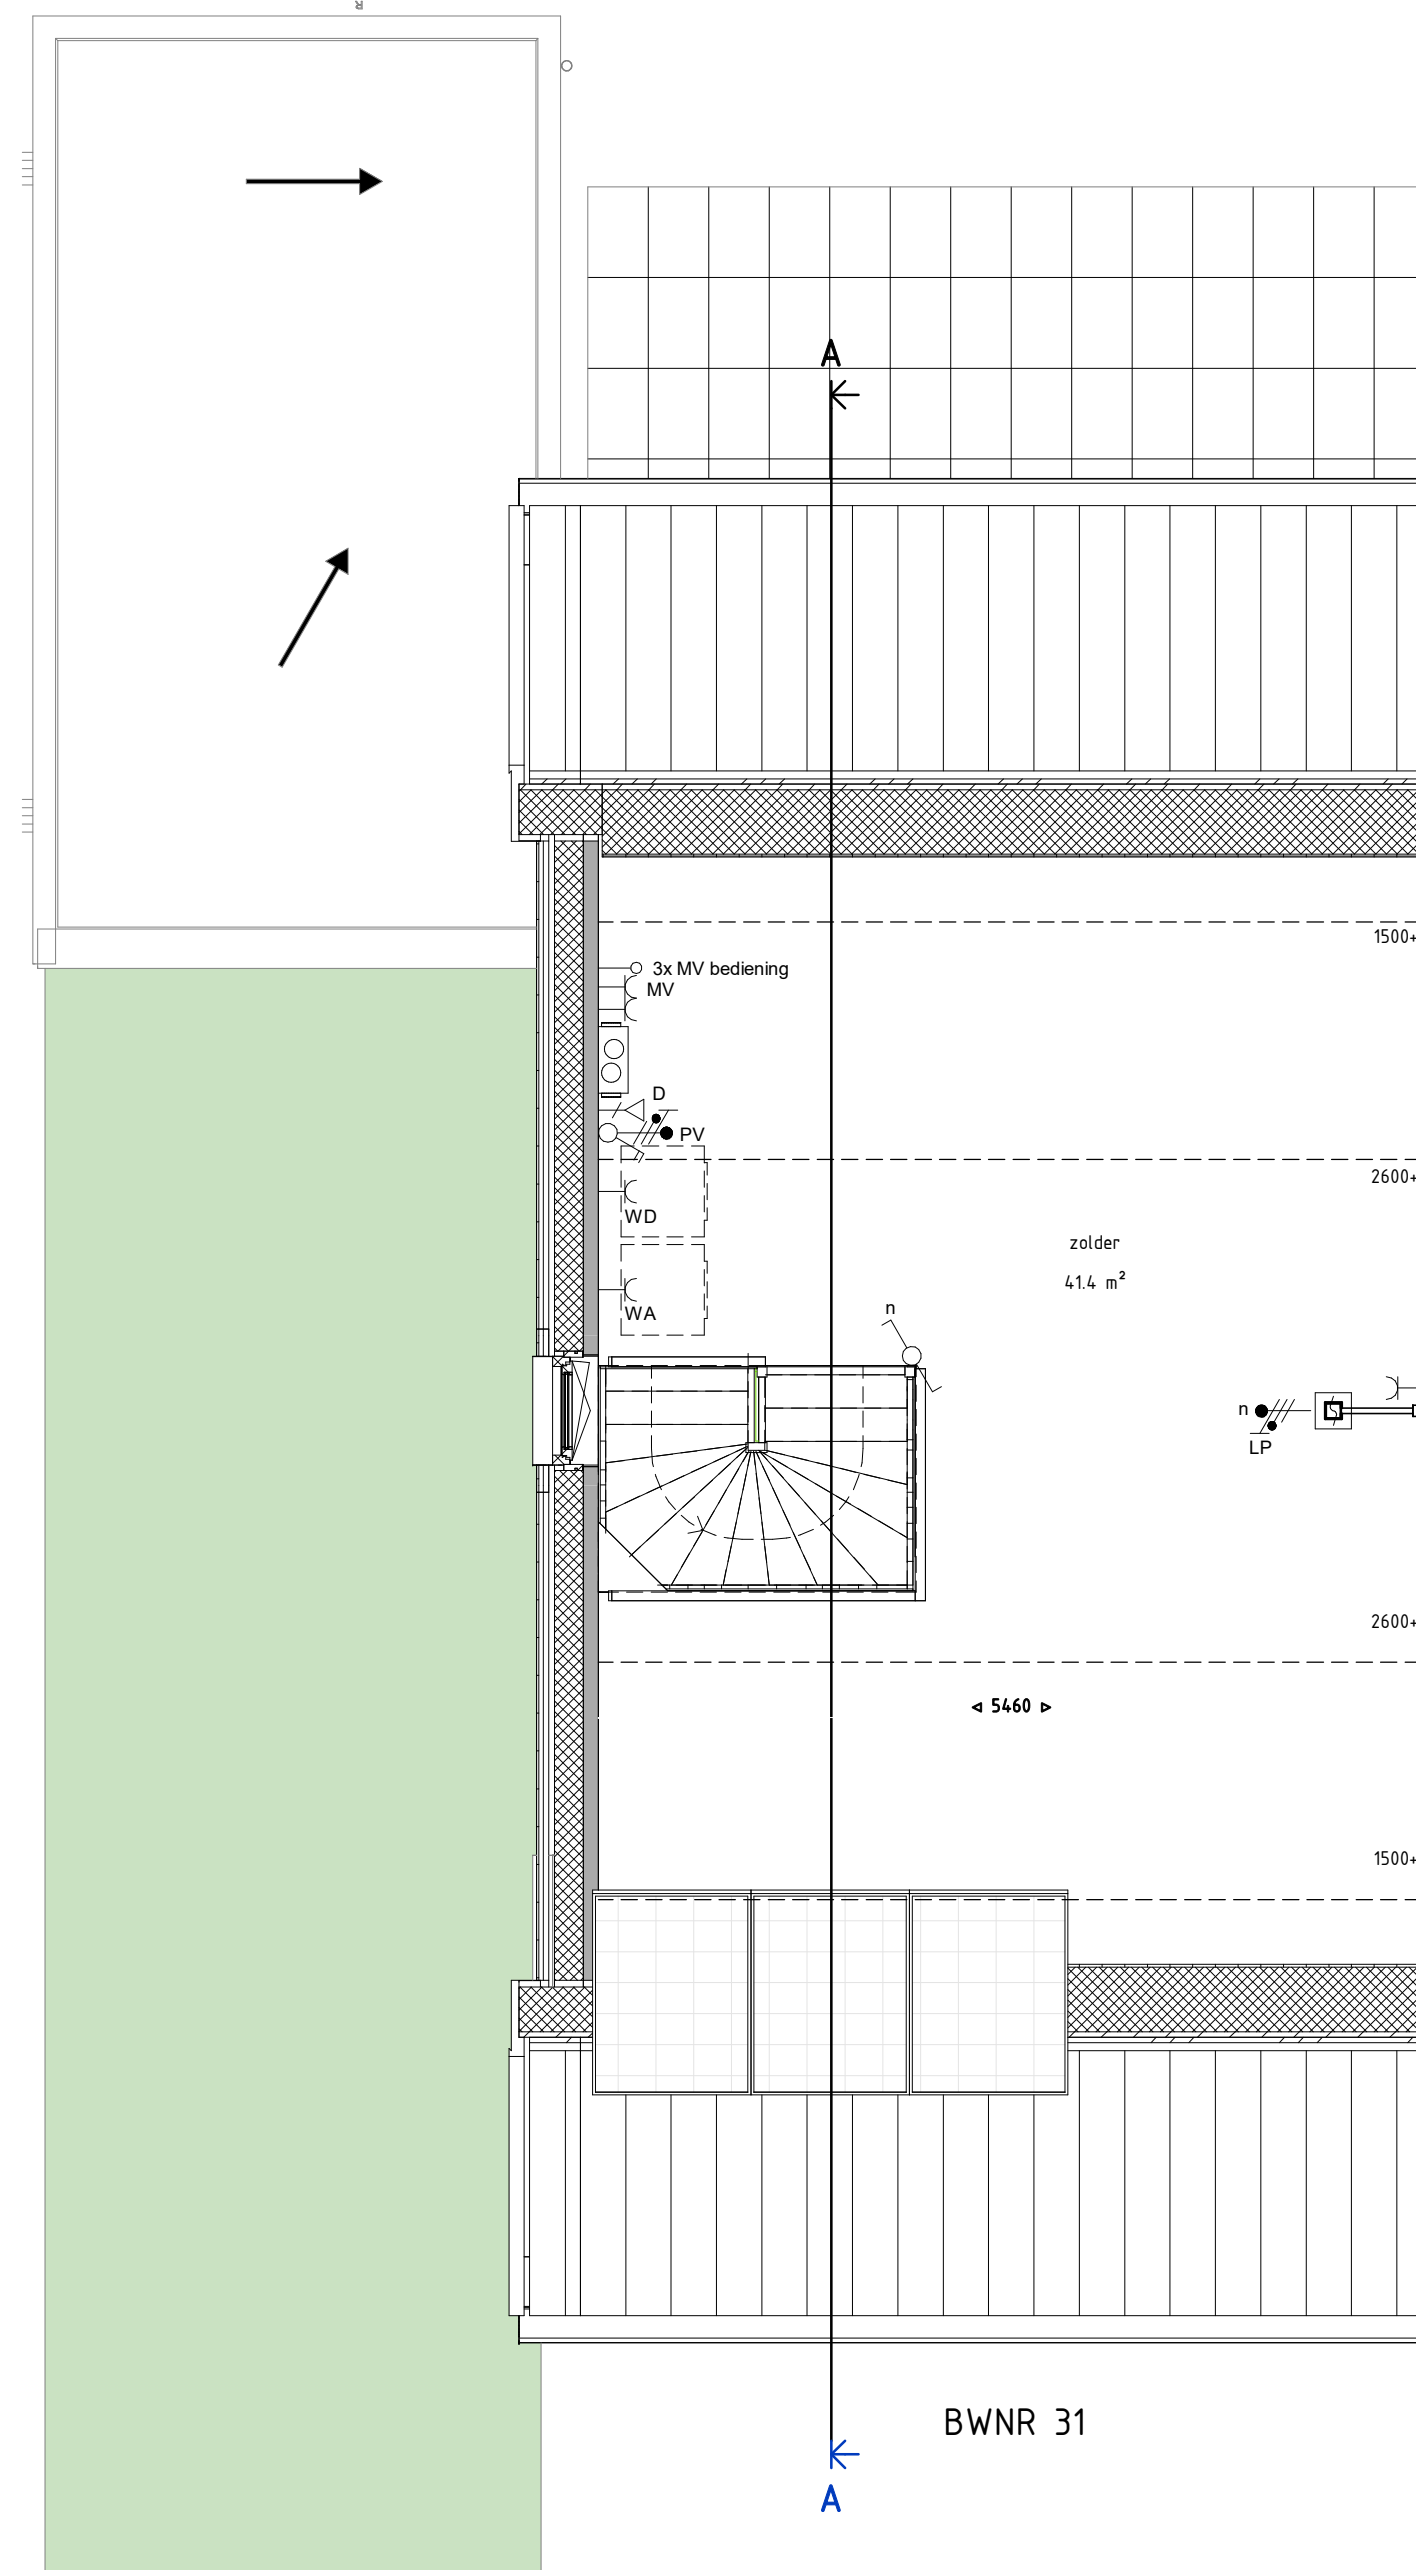 R
A
1500+
3x MV bediening
MV
D
PV
2600+
WD
zolder
41.4 m²
WA
n
n
LP
2600+
◄ 5460 ►
1500+
BWNR 31
A